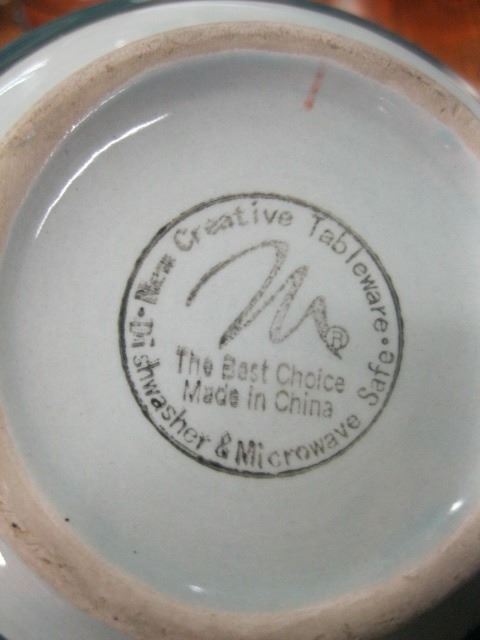 New Creative Tableware
m®
The Best Choice
Made in China
Dishwasher & Microwave Safe